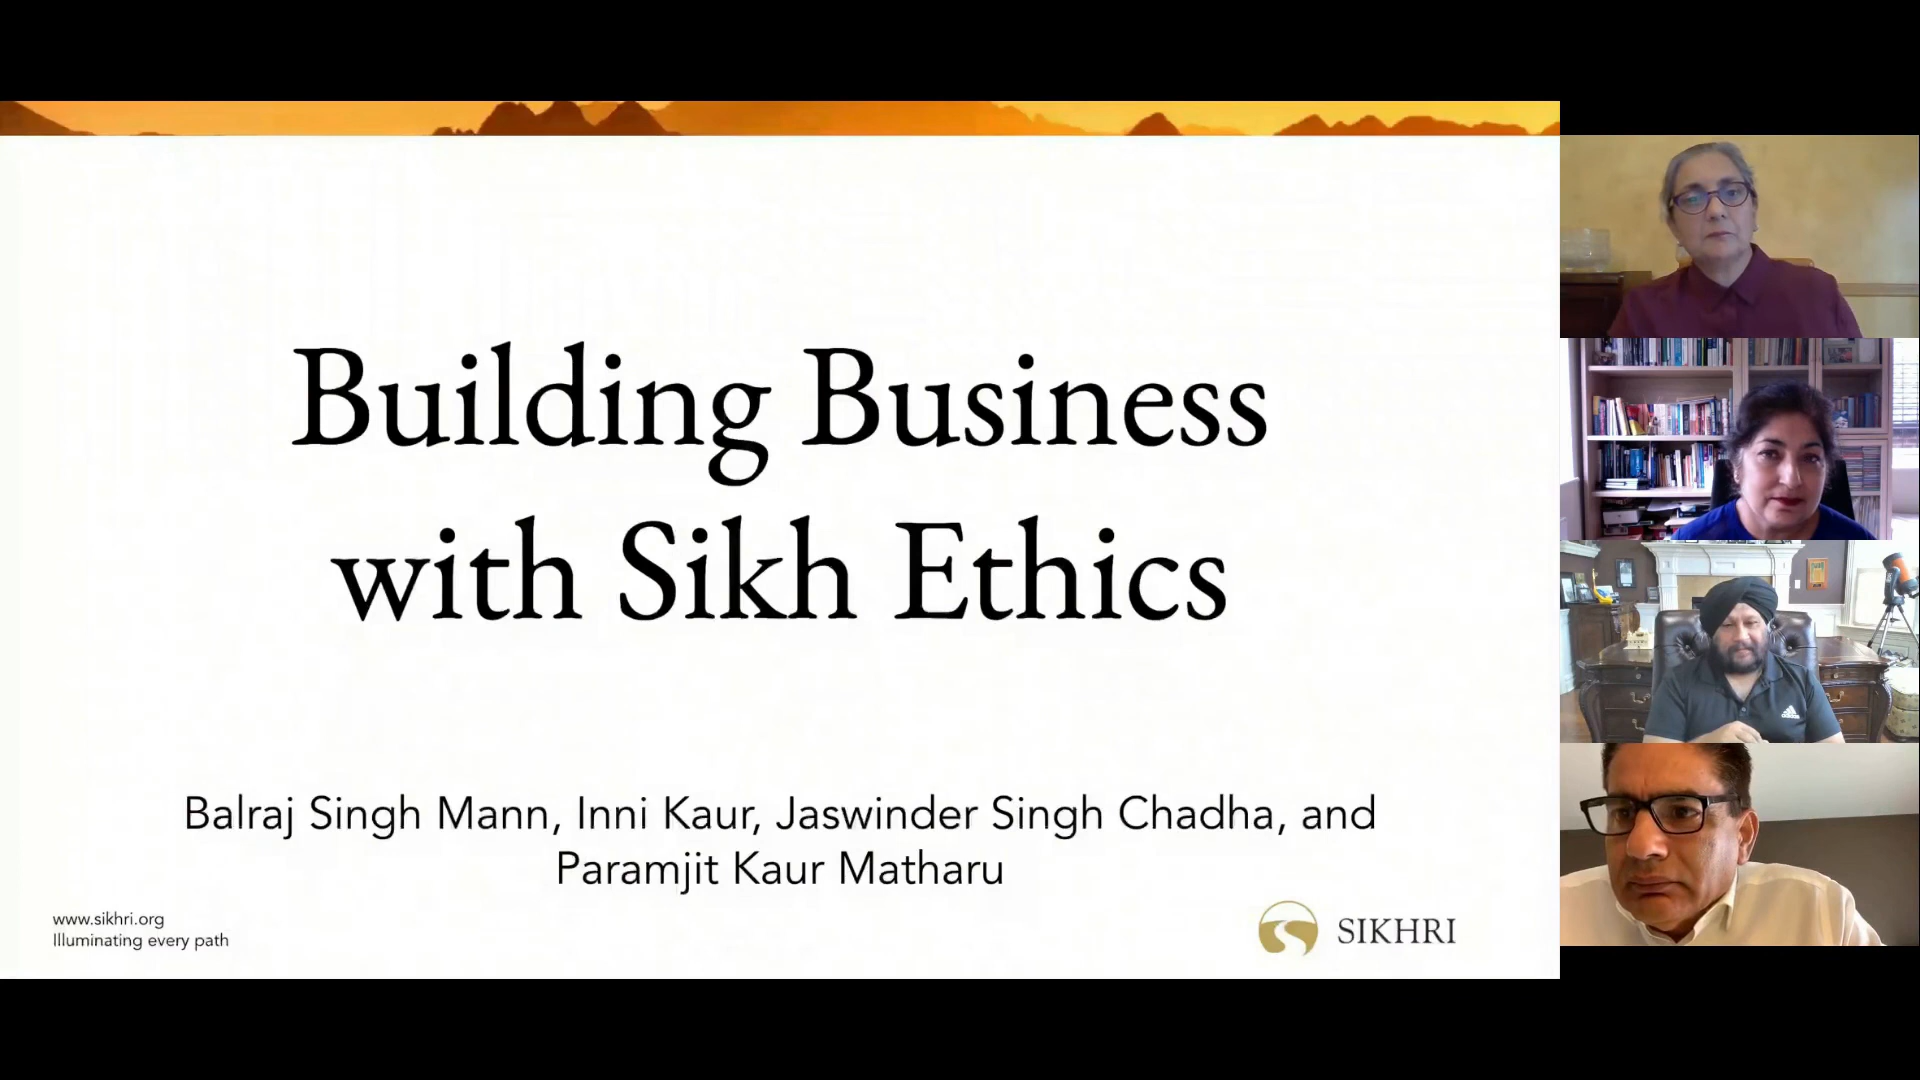 Building Business
with Sikh Ethics
Balraj Singh Mann, Inni Kaur, Jaswinder Singh Chadha, and
Paramjit Kaur Matharu
www.sikhri.org
Illuminating every path
SIKHRI
adidas